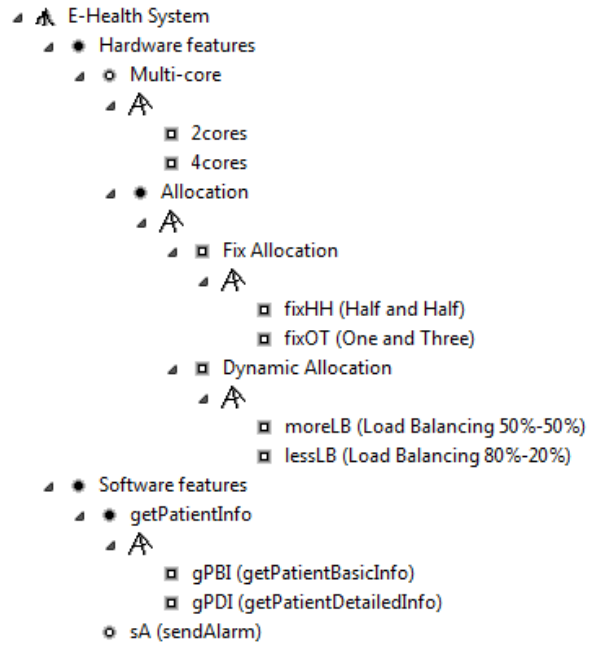 E-Health System
Hardware features
Multi-core
2cores
4cores
Allocation
Fix Allocation
fixHH (Half and Half)
fixOT (One and Three)
Dynamic Allocation
moreLB (Load Balancing 50%-50%)
lessLB (Load Balancing 80%-20%)
Software features
getPatientInfo
gPBI (getPatientBasicInfo)
gPDI (getPatientDetailedInfo)
sA (sendAlarm)